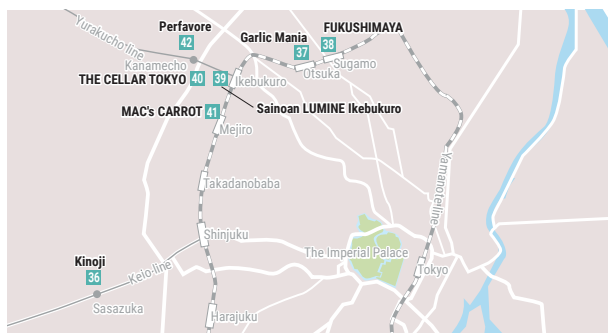 Perfavore
42
Yurakucho line
Kanamecho
Garlic Mania
37
FUKUSHIMAYA
38
Otsuka
Sugamo
THE CELLAR TOKYO 40
39
Ikebukuro
Sainoan LUMINE Ikebukuro
MAC's CARROT 41
Mejiro
Yamanote line
Takadanobaba
Shinjuku
The Imperial Palace
Kinoji
36
Keio line
Tokyo
Sasazuka
Harajuku